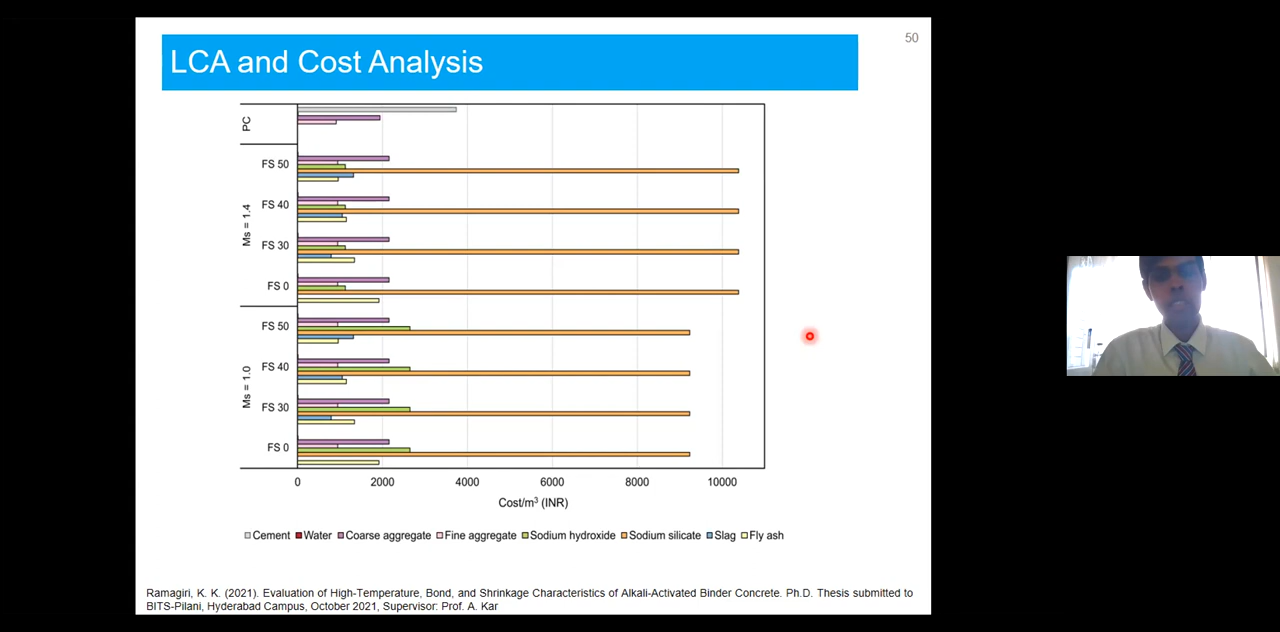 50
LCA and Cost Analysis
PC
FS 50
FS 40
Ms = 1.4
FS 30
FS 0
FS 50
FS 40
Ms = 1.0
FS 30
FS 0
0 2000 4000 6000 8000 10000
Cost/m³ (INR)
Cement Water Coarse aggregate Fine aggregate Sodium hydroxide Sodium silicate Slag Fly ash
Ramagiri, K. K. (2021). Evaluation of High-Temperature, Bond, and Shrinkage Characteristics of Alkali-Activated Binder Concrete. Ph.D. Thesis submitted to
BITS-Pilani, Hyderabad Campus, October 2021, Supervisor: Prof. A. Kar